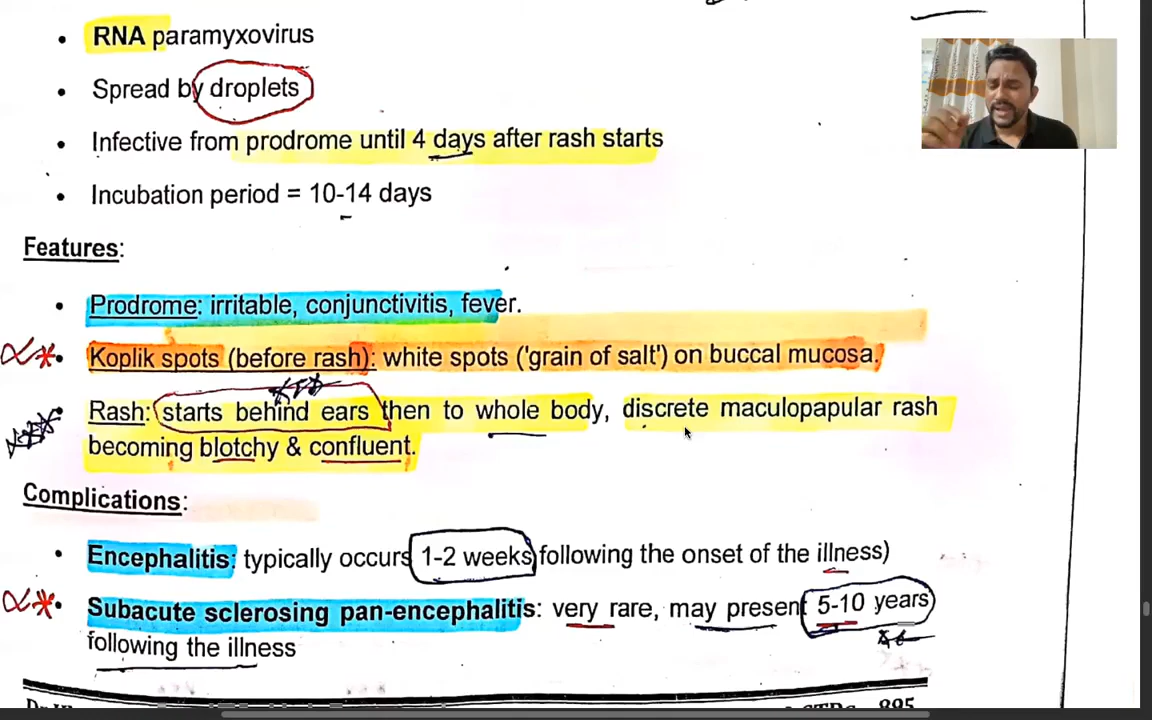 • RNA paramyxovirus
• Spread by droplets
• Infective from prodrome until 4 days after rash starts
• Incubation period = 10-14 days
Features:
• Prodrome: irritable, conjunctivitis, fever.
• Koplik spots (before rash): white spots ('grain of salt') on buccal mucosa.
• Rash: starts behind ears then to whole body, discrete maculopapular rash
becoming blotchy & confluent.
Complications:
• Encephalitis: typically occurs 1-2 weeks following the onset of the illness)
• Subacute sclerosing pan-encephalitis: very rare, may present 5-10 years
following the illness